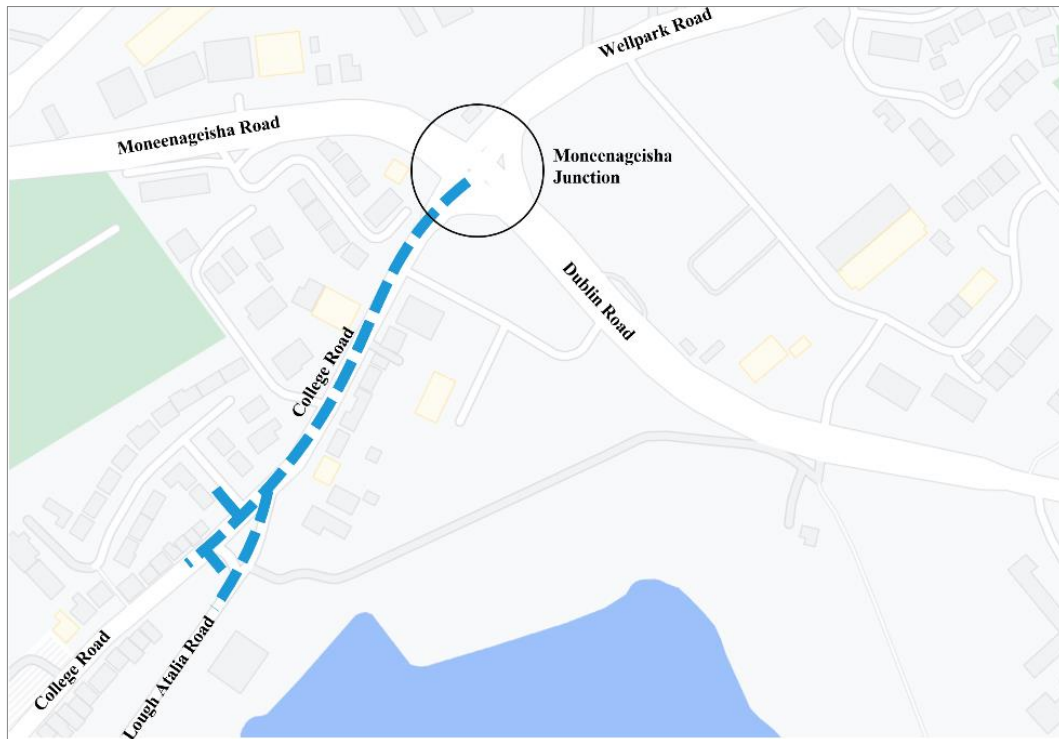 Wellpark Road
Moneenageisha Road
Moneenageisha
Junction
Dublin Road
College Road
College Road
Lough Atalia Road